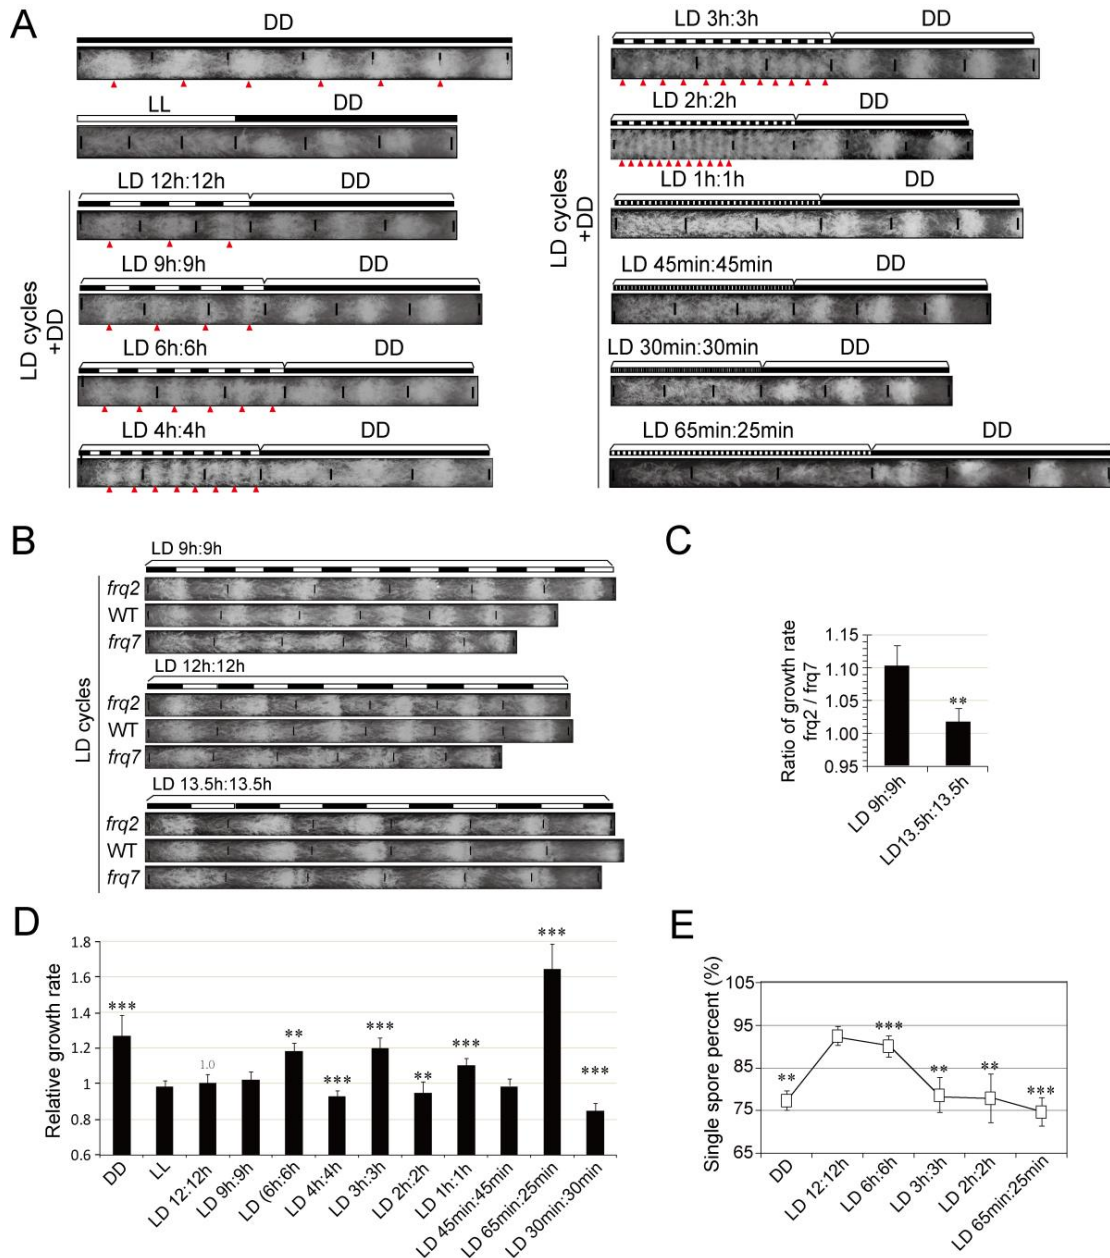 A
DD
LL DD
LD 12h:12h DD
LD 9h:9h DD
LD 6h:6h DD
LD 4h:4h DD
LD cycles
+DD
LD 3h:3h DD
LD 2h:2h DD
LD 1h:1h DD
LD 45min:45min DD
LD 30min:30min DD
LD 65min:25min DD
LD cycles
+DD
B
LD 9h:9h
frq2
WT
frq7
LD 12h:12h
frq2
WT
frq7
LD 13.5h:13.5h
frq2
WT
frq7
LD cycles
C
Ratio of growth rate
frq2 / frq7
1.15
1.10
1.05
1.00
0.95
**
LD 9h:9h
LD13.5h:13.5h
D
Relative growth rate
1.8
1.6
1.4
1.2
1
0.8
0.6
***
1.0
**
***
***
**
***
***
***
DD
LL
LD 12:12h
LD 9h:9h
LD (6h:6h
LD 4h:4h
LD 3h:3h
LD 2h:2h
LD 1h:1h
LD 45min:45min
LD 65min:25min
LD 30min:30min
E
Single spore percent (%)
105
95
85
75
65
**
***
**
**
***
DD
LD 12:12h
LD 6h:6h
LD 3h:3h
LD 2h:2h
LD 65min:25min